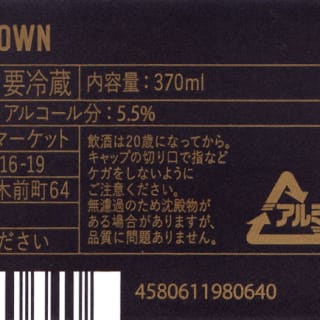 OWN
要冷蔵 内容量：370ml
アルコール分：5.5%
マーケット
16-19
木前町64
ださい
飲酒は20歳になってから。
キャップの切り口で指など
ケガをしないように
ご注意ください。
無濾過のため沈殿物が
ある場合がありますが、
品質に問題ありません。
アルミ
4580611980640